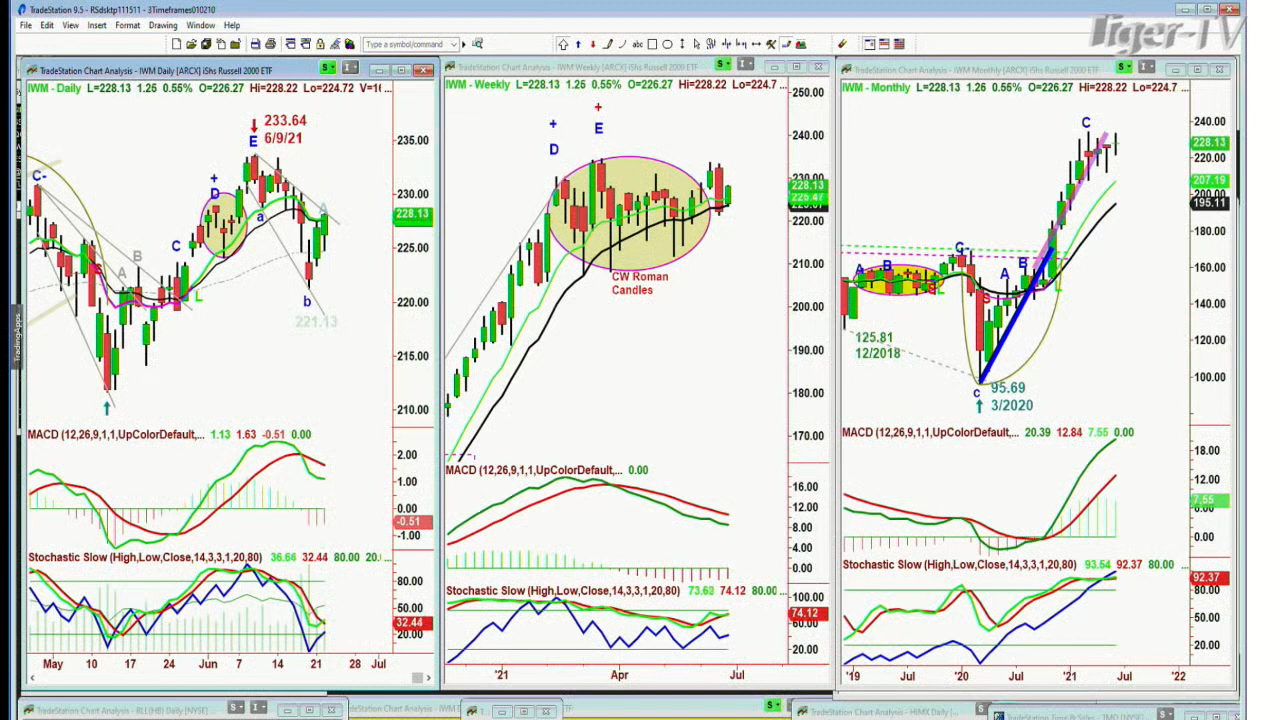 TradeStation 9.5 - RSdsktp111511 - 3Timeframes010210
File Edit View Insert Format Drawing Window Help
Tiger-TV
Type a symbol/command
abc
TradingApps
TradeStation Chart Analysis - IWM Daily [ARCX] iShs Russell 2000 ETF
S
I
IWM - Daily L=228.13 1.26 0.55% O=226.27 Hi=228.22 Lo=224.72 V=1
233.64
6/9/21
E
C-
+
D
C
a
A
B
A
S
L
b
221.13
235.00
230.00
228.13
225.00
220.00
215.00
210.00
MACD (12,26,9,1,1,UpColorDefault,... 1.13 1.63 -0.51 0.00
2.00
1.00
0.00
-0.51
-1.00
Stochastic Slow (High,Low,Close,14,3,3,1,20,80) 36.66 32.44 80.00 20.
80.00
50.00
32.44
20.00
May 10 17 24 Jun 7 14 21 28 Jul
TradeStation Chart Analysis - IWM Weekly [ARCX] iShs Russell 2000 ETF
S
I
IWM - Weekly L=228.13 1.26 0.55% O=226.27 Hi=228.22 Lo=224.7 ...
+
D
+
E
CW Roman
Candles
250.00
240.00
228.13
220.00
210.00
200.00
190.00
180.00
170.00
MACD (12,26,9,1,1,UpColorDefault,... 0.00
16.00
12.00
8.00
4.00
0.00
Stochastic Slow (High,Low,Close,14,3,3,1,20,80) 74.12 80.00 ...
100.00
74.12
60.00
20.00
'21 Apr Jul
TradeStation Chart Analysis - IWM Monthly [ARCX] iShs Russell 2000 ETF
S
I
IWM - Monthly L=228.13 1.26 0.55% O=226.27 Hi=228.22 Lo=224.7 ...
C
A
B
C-
A
B
S
L
S
L
125.81
12/2018
c
95.69
3/2020
240.00
228.13
220.00
207.19
200.00
195.11
180.00
160.00
140.00
120.00
100.00
MACD (12,26,9,1,1,UpColorDefault,... 20.39 12.84 7.55 0.00
18.00
12.00
7.55
0.00
Stochastic Slow (High,Low,Close,14,3,3,1,20,80) 93.54 92.37 80.00 ...
92.37
80.00
20.00
'19 Jul '20 Jul '21 Jul '22